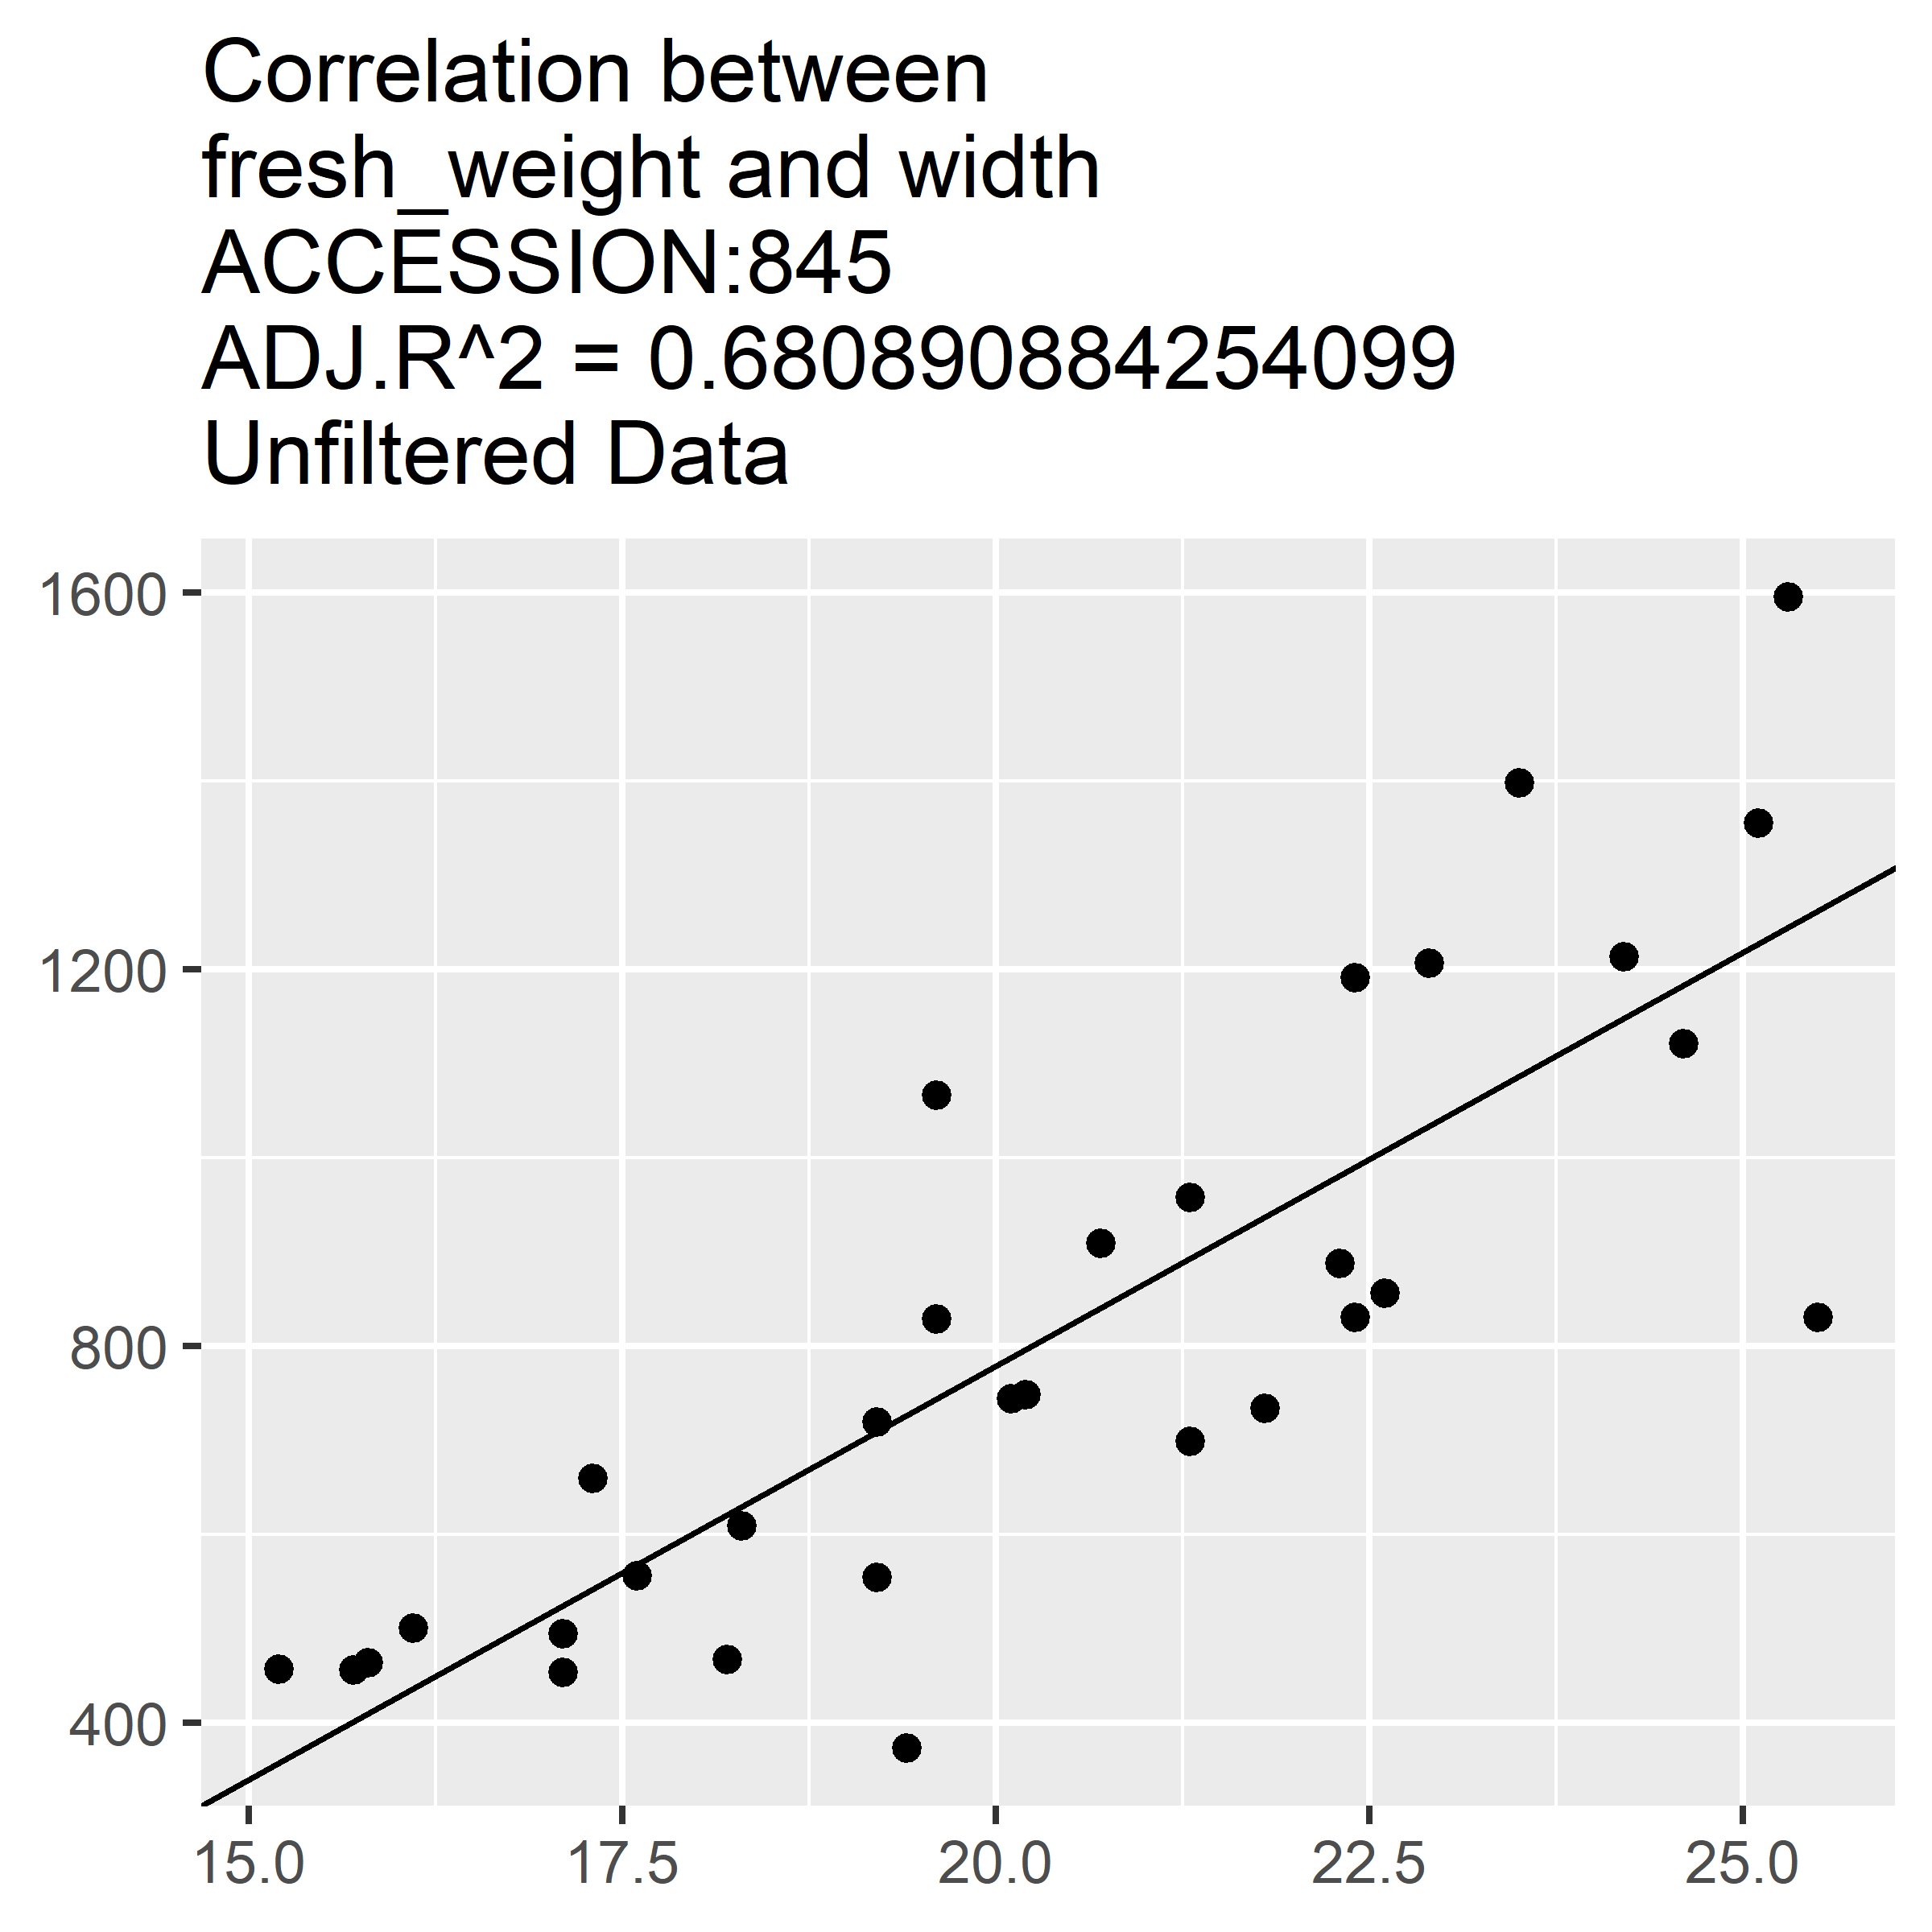 Correlation between
fresh_weight and width
ACCESSION:845
ADJ.R^2 = 0.680890884254099
Unfiltered Data
1600
1200
800
400
15.0 17.5 20.0 22.5 25.0